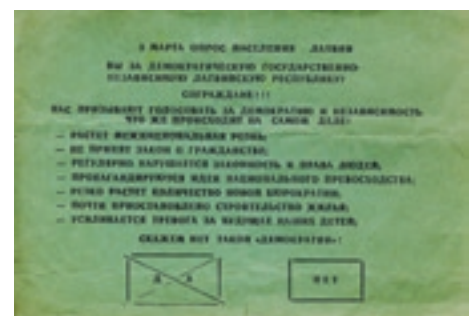 3 МАРТА ОПРОС НАСЕЛЕНИЯ ЛАТВИИ
ВЫ ЗА ДЕМОКРАТИЧЕСКУЮ ГОСУДАРСТВЕННО-
НЕЗАВИСИМУЮ ЛАТВИЙСКУЮ РЕСПУБЛИКУ?
СОГРАЖДАНЕ!!!
НАС ПРИЗЫВАЮТ ГОЛОСОВАТЬ ЗА ДЕМОКРАТИЮ И НЕЗАВИСИМОСТЬ
ЧТО ЖЕ ПРОИСХОДИТ НА САМОМ ДЕЛЕ?
— РАСТЕТ МЕЖНАЦИОНАЛЬНАЯ РОЗНЬ;
— НЕ ПРИНЯТ ЗАКОН О ГРАЖДАНСТВЕ;
— РЕГУЛЯРНО НАРУШАЕТСЯ ЗАКОННОСТЬ И ПРАВА ЛЮДЕЙ;
— ПРОПАГАНДИРУЮТСЯ ИДЕИ НАЦИОНАЛЬНОГО ПРЕВОСХОДСТВА;
— РЕЗКО РАСТЕТ КОЛИЧЕСТВО НОВОЙ БЮРОКРАТИИ;
— ПОЧТИ ПРИОСТАНОВЛЕНО СТРОИТЕЛЬСТВО ЖИЛЬЯ;
— УСИЛИВАЕТСЯ ТРЕВОГА ЗА БУДУЩЕЕ НАШИХ ДЕТЕЙ.
СКАЖЕМ НЕТ ТАКОЙ «ДЕМОКРАТИИ»!
Д А НЕТ